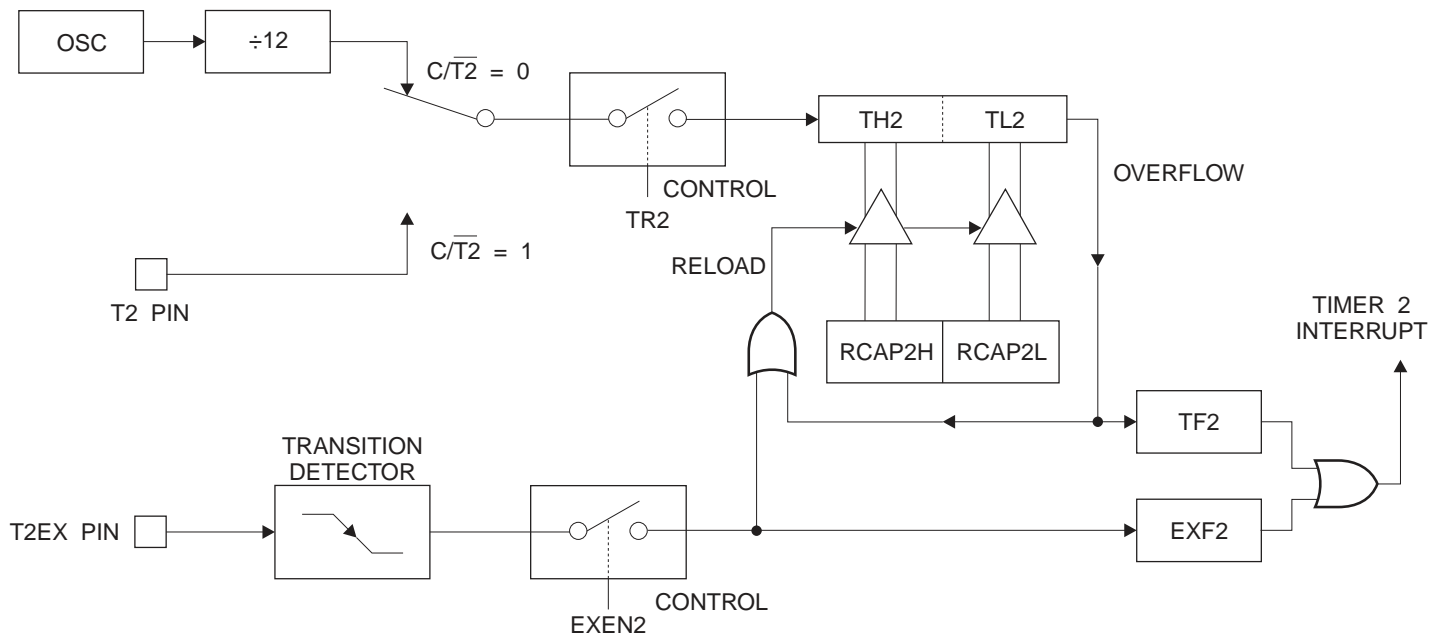 OSC
÷12
C/T2̅ = 0
TH2
TL2
OVERFLOW
CONTROL
TR2
C/T2̅ = 1
RELOAD
T2 PIN
TIMER 2
INTERRUPT
RCAP2H
RCAP2L
TF2
TRANSITION
DETECTOR
T2EX PIN
EXF2
CONTROL
EXEN2